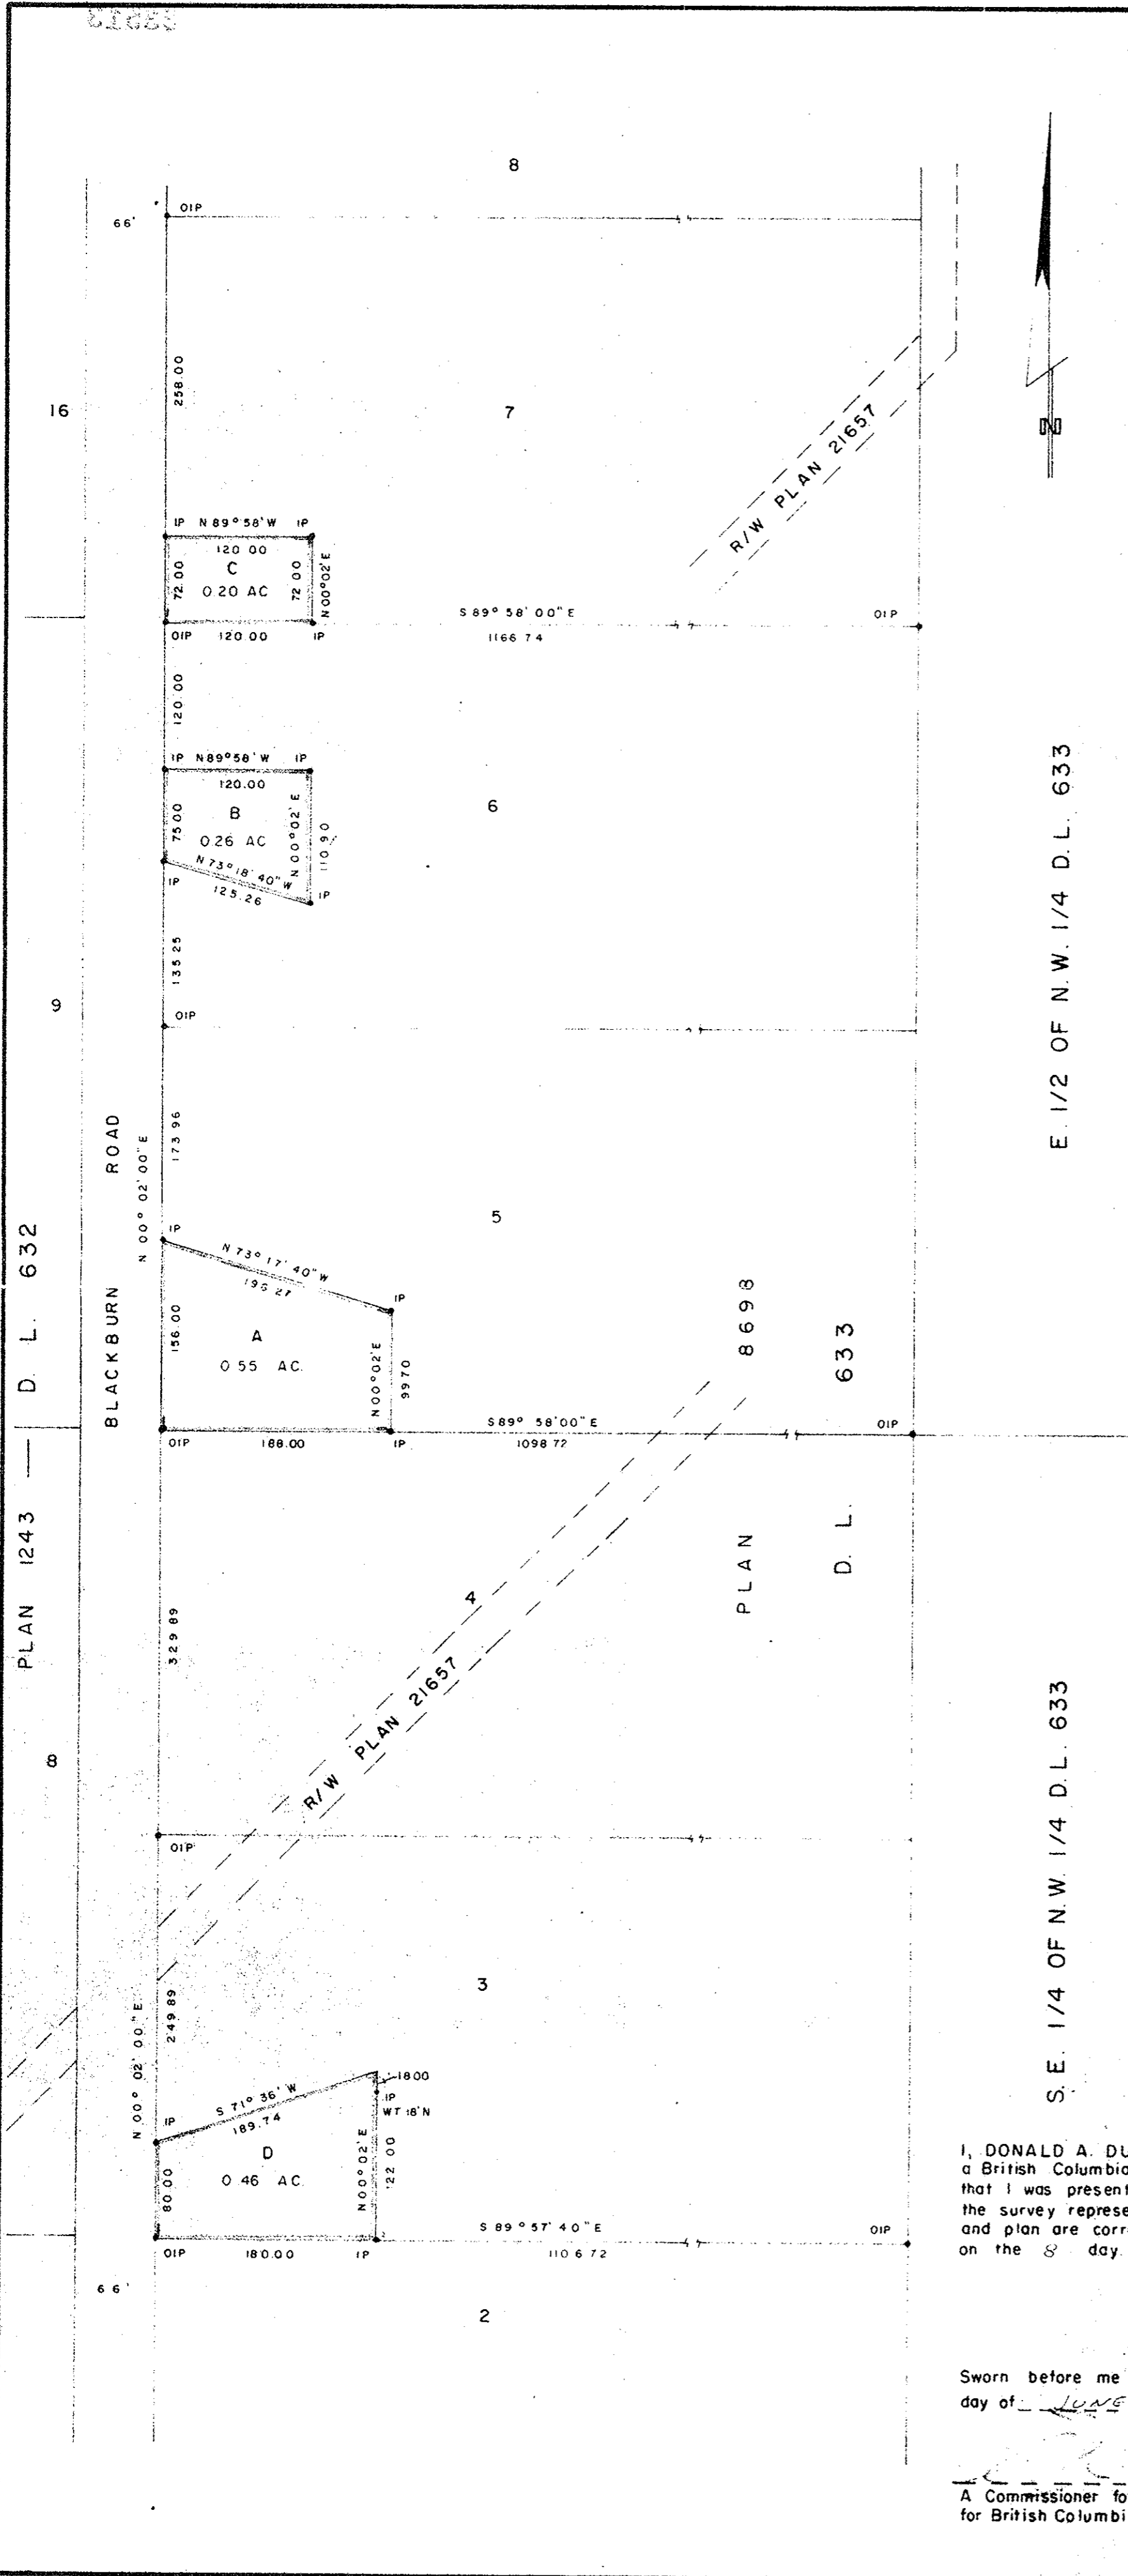 8
OIP
66'
258.00
16
7
R/W PLAN 21657
N
IP N 89°58' W IP
120 00
C
0.20 AC
72.00
72 00
N 00°02' E
OIP 120.00 IP
S 89° 58' 00" E
1166 74
OIP
120.00
IP N 89°58' W IP
120.00
B
0.26 AC
75.00
N 00°02' E
110 90
N 73° 18' 40" W
125.26
IP
IP
6
E. 1/2 OF N.W. 1/4 D.L. 633
135 25
9
OIP
173 96
N 00° 02' 00" E
BLACKBURN ROAD
5
IP
N 73° 17' 40" W
196 27
IP
A
0 55 AC.
156.00
N 00°02' E
99 70
OIP 188.00 IP
S 89° 58' 00" E
1098 72
OIP
PLAN 8698
D. L. 633
PLAN 1243 — D. L. 632
329 89
4
R/W PLAN 21657
8
OIP
3
S.E. 1/4 OF N.W. 1/4 D.L. 633
249 89
N 00° 02' 00" E
S 71° 36' W
189.74
18 00
IP
WT 18' N
IP
D
0 46 AC.
80.00
N 00°02' E
122 00
OIP 180.00 IP
S 89° 57' 40" E
1106 72
OIP
66'
2
I, DONALD A. DU
a British Columbia
that I was present
the survey represe
and plan are corr
on the 8 day
Sworn before me
day of JUNE
A Commissioner fo
for British Columbi